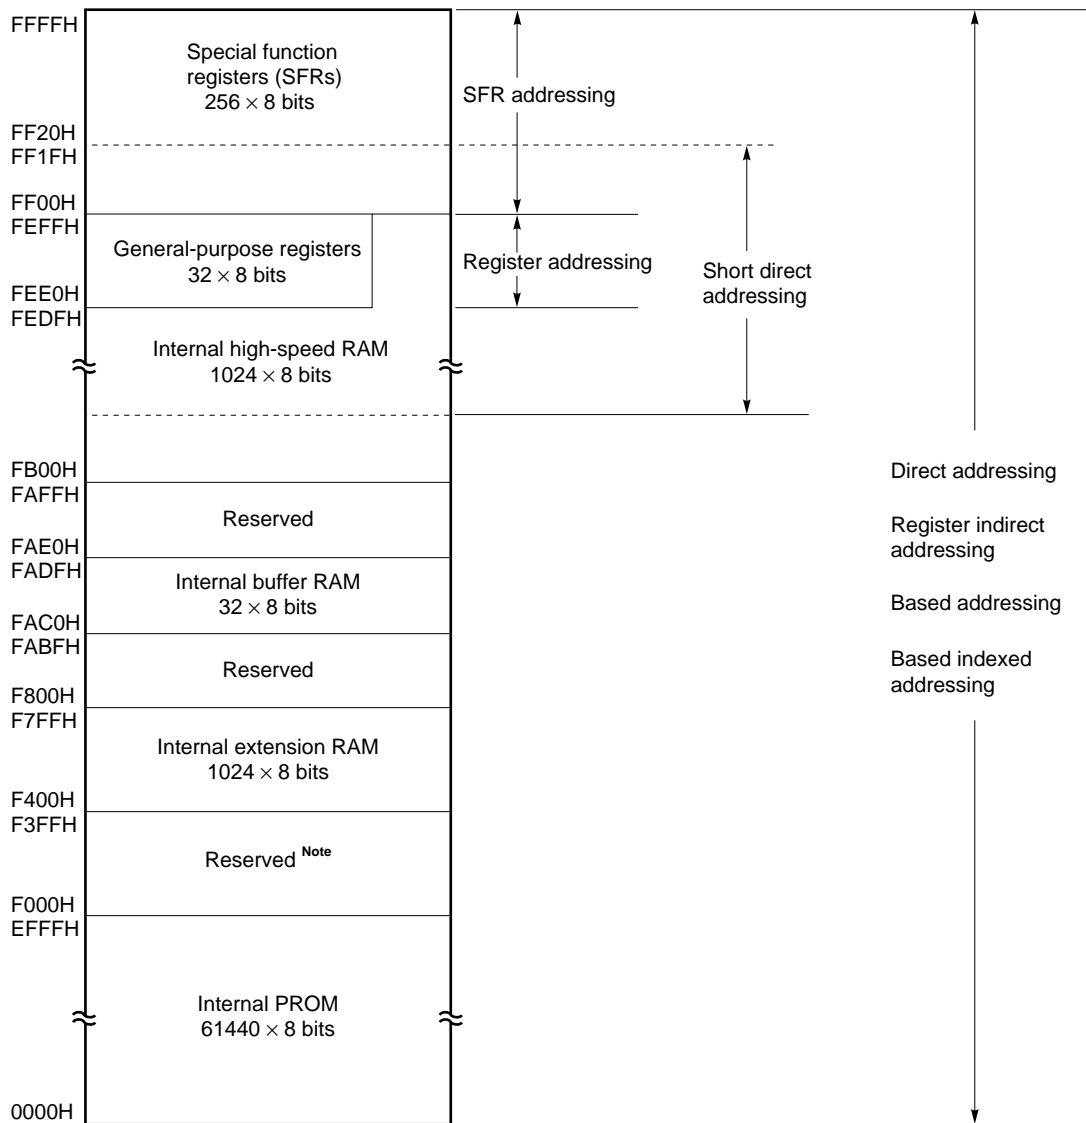 FFFFH
Special function
registers (SFRs)
256 × 8 bits
SFR addressing
FF20H
FF1FH
FF00H
FEFFH
General-purpose registers
32 × 8 bits
Register addressing
Short direct
addressing
FEE0H
FEDFH
Internal high-speed RAM
1024 × 8 bits
FB00H
FAFFH
Direct addressing
Reserved
Register indirect
addressing
FAE0H
FADFH
Internal buffer RAM
32 × 8 bits
Based addressing
FAC0H
FABFH
Reserved
Based indexed
addressing
F800H
F7FFH
Internal extension RAM
1024 × 8 bits
F400H
F3FFH
Reserved Note
F000H
EFFFH
Internal PROM
61440 × 8 bits
0000H